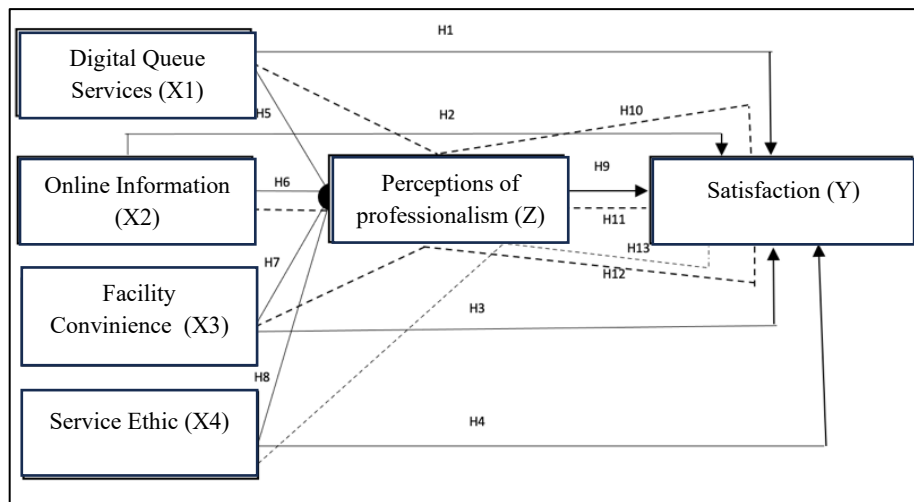 H1
Digital Queue
Services (X1)
H5
H2
H10
Online Information
(X2)
H6
Perceptions of
professionalism (Z)
H9
Satisfaction (Y)
H11
H7
H13
H12
Facility
Convinience (X3)
H3
H8
Service Ethic (X4)
H4